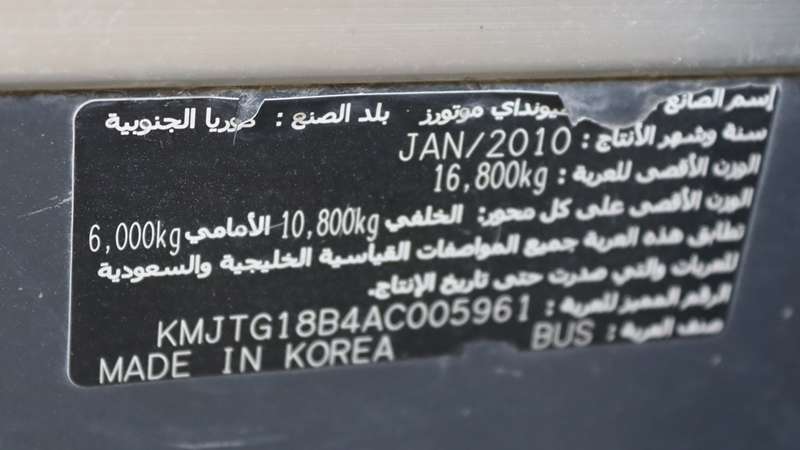 إسم الصانع هيونداي موتورز بلد الصنع : كوريا الجنوبية
سنة وشهر الأنتاج : JAN/2010
الوزن الأقصى للعربة : 16,800kg
الوزن الأقصى على كل محور: الخلفي 10,800kg الأمامي 6,000kg
تطابق هذه العربة جميع المواصفات القياسية الخليجية والسعودية
للعربات والتي صدرت حتى تاريخ الإنتاج.
الرقم المميز للعربة : KMJTG18B4AC005961
صنف العربة : BUS
MADE IN KOREA